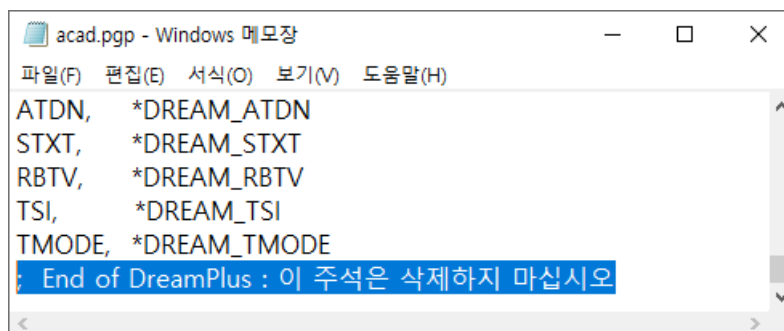 acad.pgp - Windows 메모장
파일(F) 편집(E) 서식(O) 보기(V) 도움말(H)
ATDN, *DREAM_ATDN
STXT, *DREAM_STXT
RBTV, *DREAM_RBTV
TSI, *DREAM_TSI
TMODE, *DREAM_TMODE
; End of DreamPlus : 이 주석은 삭제하지 마십시오